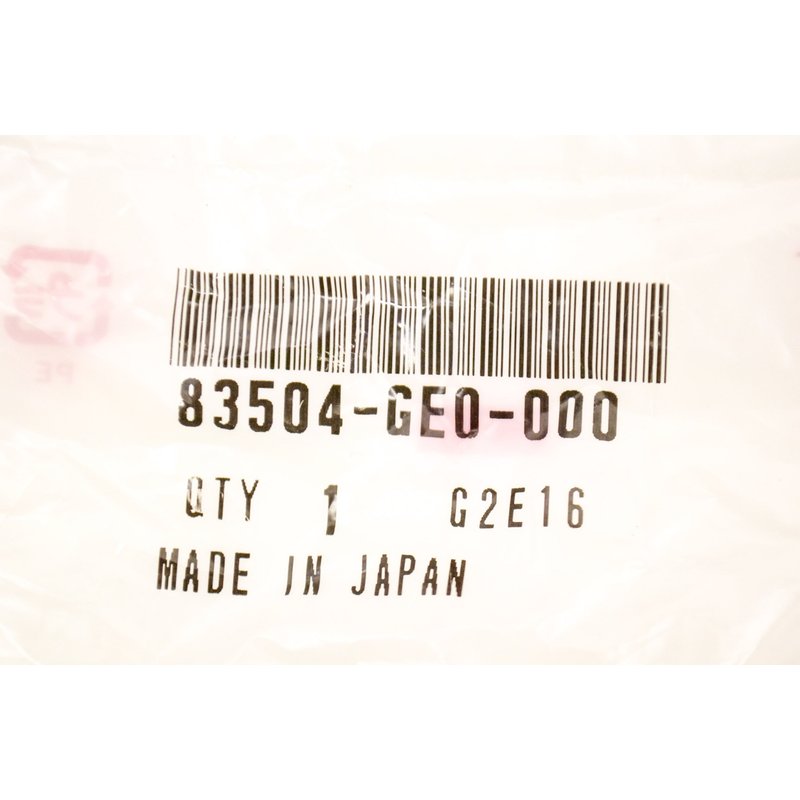 83504-GE0-000
QTY 1 G2E16
MADE IN JAPAN
PE